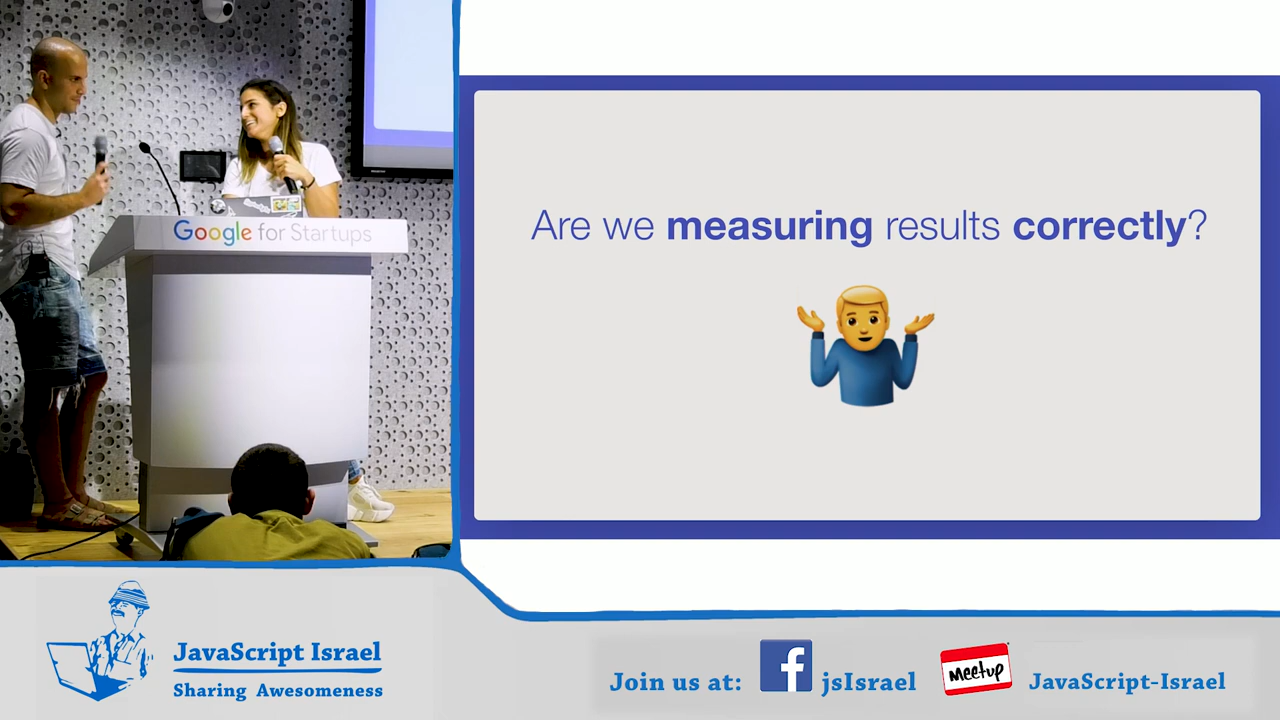 Google for Startups
Are we measuring results correctly?
JavaScript Israel
Sharing Awesomeness
Join us at:
jsIsrael
Meetup
JavaScript-Israel